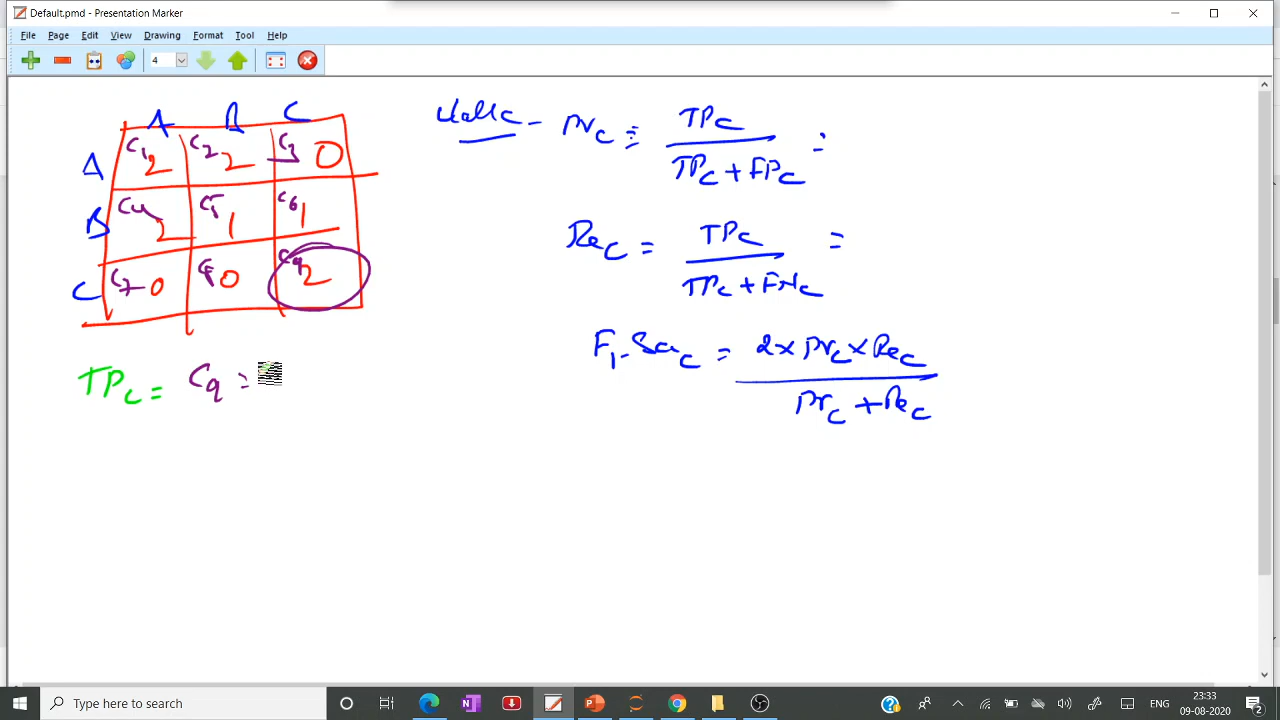 Default.pmd - Presentation Marker
File Page Edit View Drawing Format Tool Help
4
A B C
A C1 2 C2 2 C3 0
B C4 2 C5 1 C6 1
C C7 0 C8 0 C9 2
TPC = C9 =
PrC = TPC / TPC + FPC =
ReC = TPC / TPC + FNC =
F1-ScoC = 2 x PrC x ReC / PrC + ReC
Type here to search
ENG
23:33
09-08-2020
2